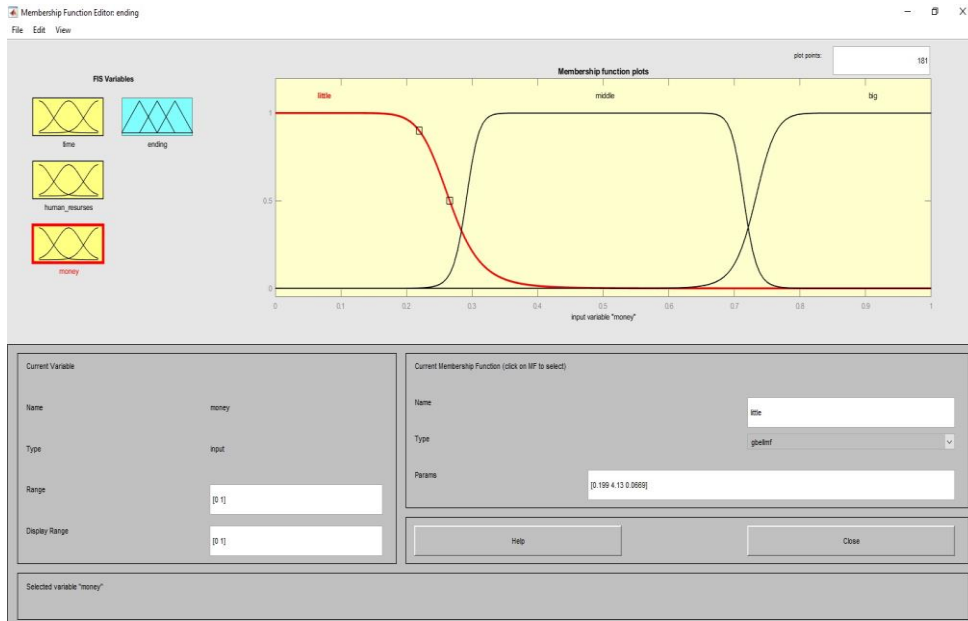 Membership Function Editor: ending
File Edit View
FIS Variables
time
ending
human_resurses
money
plot points:
181
Membership function plots
little
middle
big
1
0.5
0
0 0.1 0.2 0.3 0.4 0.5 0.6 0.7 0.8 0.9 1
input variable "money"
Current Variable
Name money
Type input
Range [0 1]
Display Range [0 1]
Current Membership Function (click on MF to select)
Name little
Type gbellmf
Params [0.199 4.13 0.0669]
Help
Close
Selected variable "money"